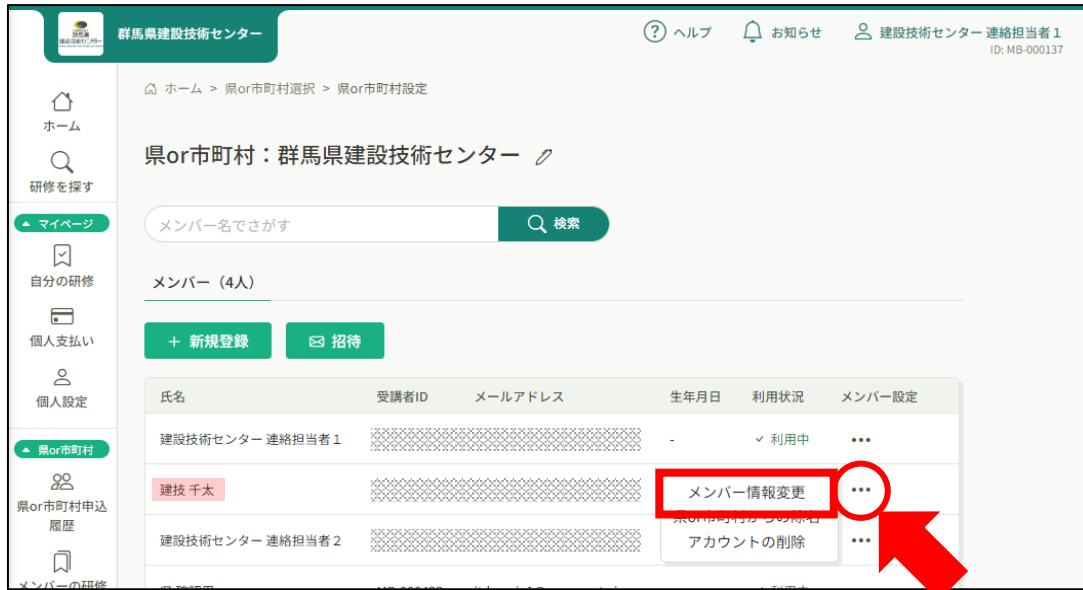 群馬県建設技術センター
ヘルプ
お知らせ
建設技術センター 連絡担当者１
ID: MB-000137
ホーム > 県or市町村選択 > 県or市町村設定
ホーム
研修を探す
マイページ
自分の研修
個人支払い
個人設定
県or市町村
県or市町村申込
履歴
メンバーの研修
県or市町村：群馬県建設技術センター
メンバー名でさがす
検索
メンバー（4人）
+ 新規登録
招待
氏名 受講者ID メールアドレス 生年月日 利用状況 メンバー設定
建設技術センター 連絡担当者１ - 利用中 •••
建技 千太 メンバー情報変更 •••
県or市町村からの除名
建設技術センター 連絡担当者２ アカウントの削除 •••